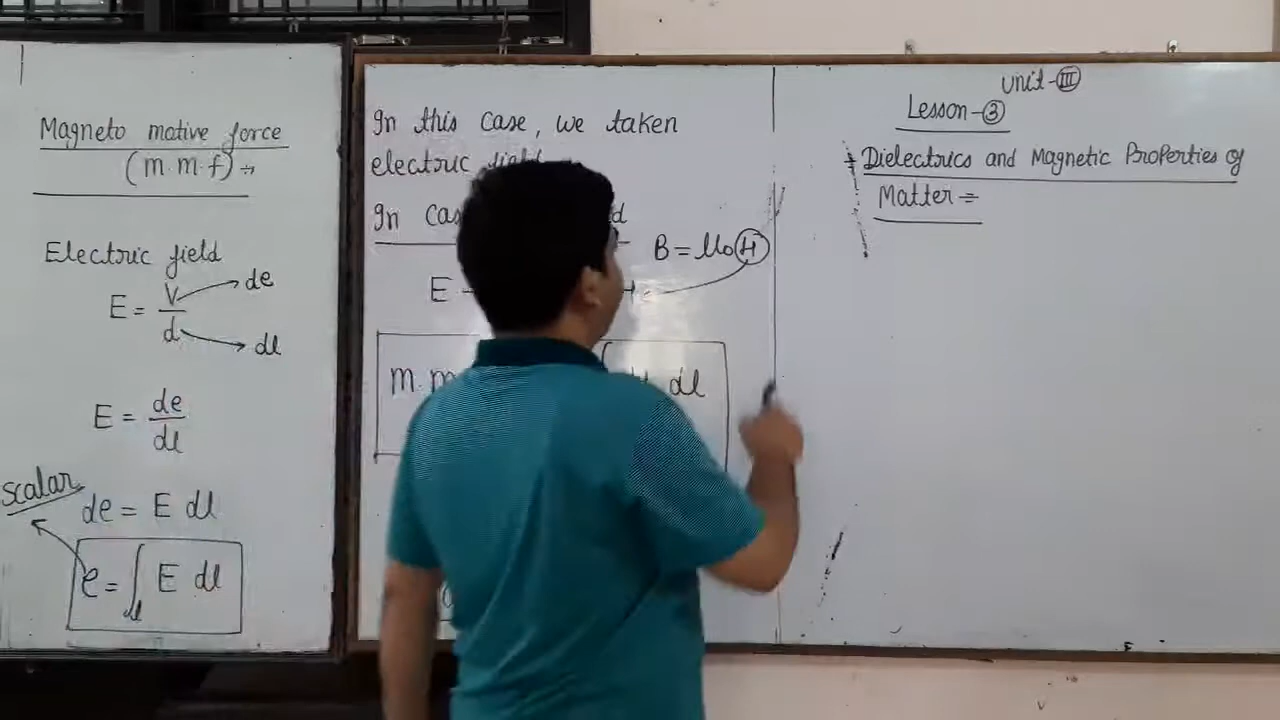 Magneto motive force
(m.m.f) →
Electric field
E = V/d
de
dl
E = de/dl
scalar
de = E dl
e = ∫l E dl
In this case, we taken
electric field
In
B = μ0 H
E
m.m
dl
Unit-III
Lesson-3
* Dielectrics and Magnetic Properties of
Matter =